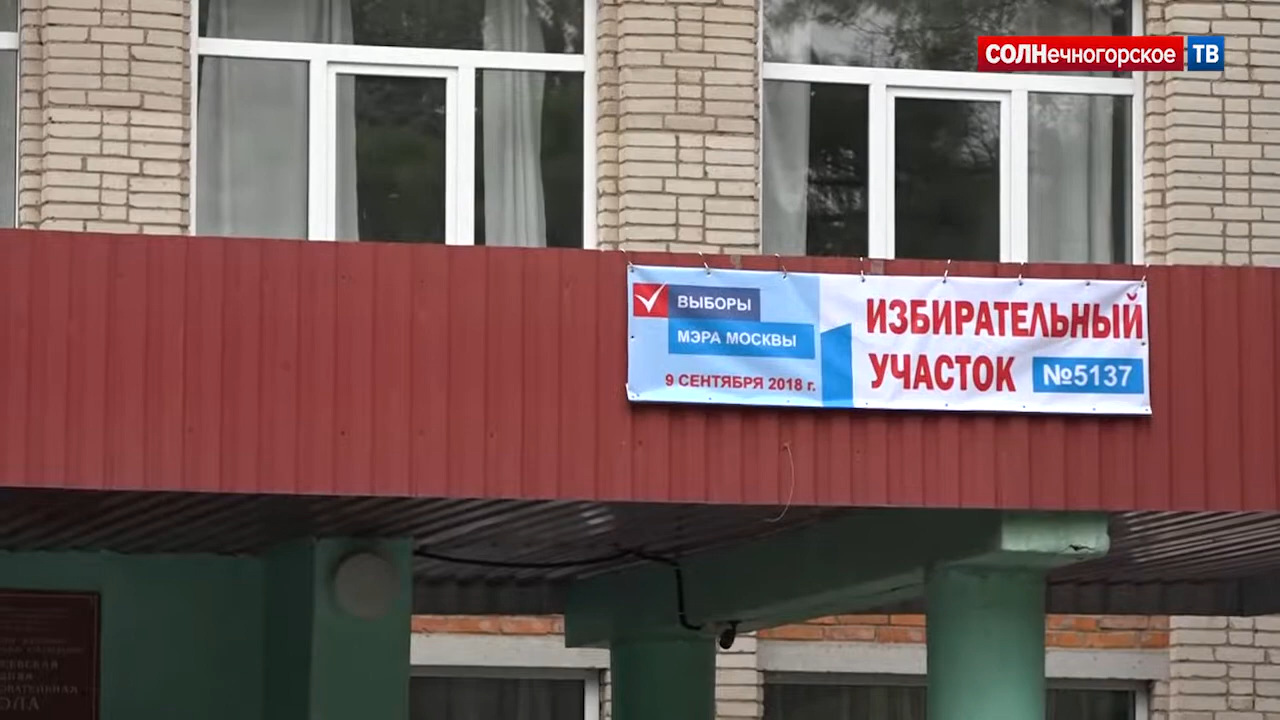 СОЛНечногорское ТВ
ВЫБОРЫ
МЭРА МОСКВЫ
9 СЕНТЯБРЯ 2018 г.
ИЗБИРАТЕЛЬНЫЙ
УЧАСТОК №5137